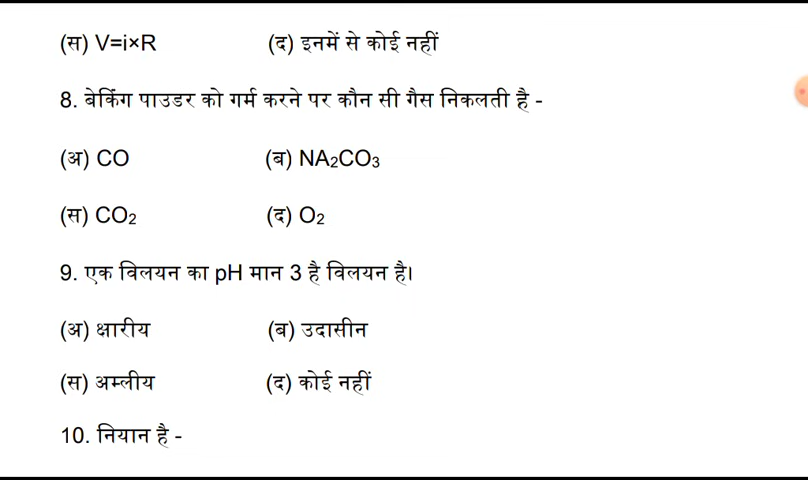 (स) V=i×R (द) इनमें से कोई नहीं
8. बेकिंग पाउडर को गर्म करने पर कौन सी गैस निकलती है -
(अ) CO (ब) NA₂CO₃
(स) CO₂ (द) O₂
9. एक विलयन का pH मान 3 है विलयन है।
(अ) क्षारीय (ब) उदासीन
(स) अम्लीय (द) कोई नहीं
10. नियान है -